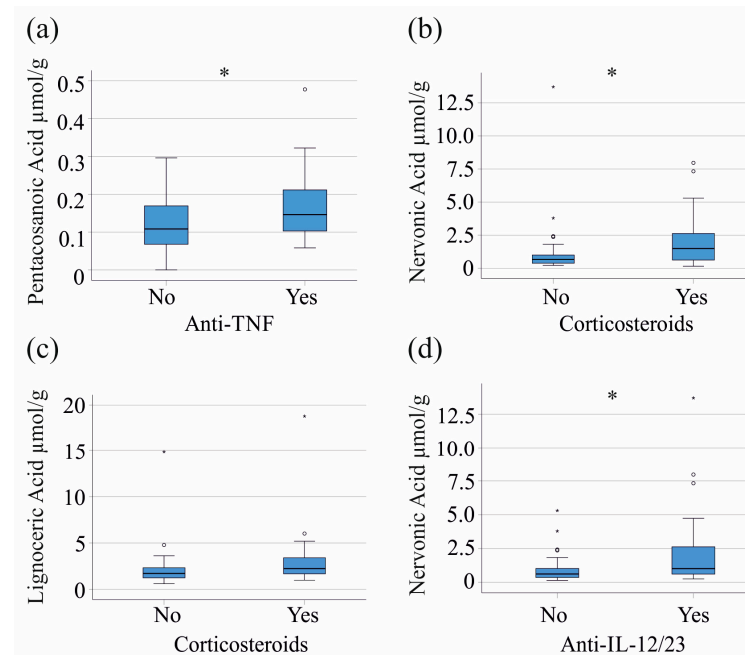 (a)
Pentacosanoic Acid μmol/g
*
0.5
0.4
0.3
0.2
0.1
0
No Yes
Anti-TNF
(b)
Nervonic Acid μmol/g
*
12.5
10.0
7.5
5.0
2.5
0
No Yes
Corticosteroids
(c)
Lignoceric Acid μmol/g
20
15
10
5
0
No Yes
Corticosteroids
(d)
Nervonic Acid μmol/g
*
12.5
10.0
7.5
5.0
2.5
0
No Yes
Anti-IL-12/23